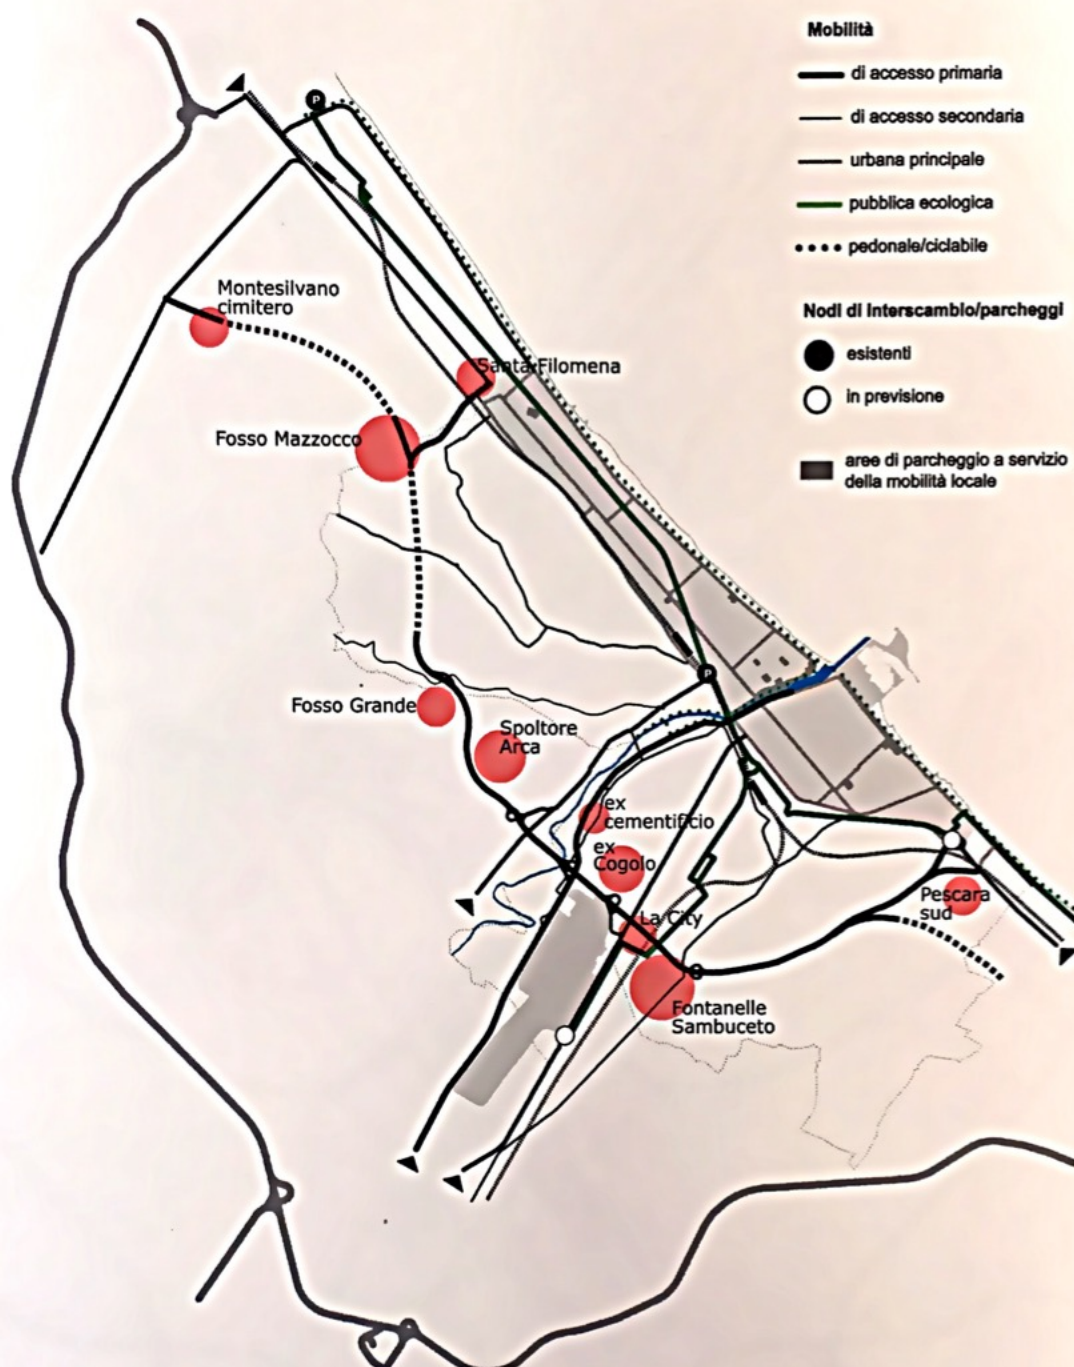 Mobilità
di accesso primaria
di accesso secondaria
urbana principale
pubblica ecologica
pedonale/ciclabile
Nodi di Interscambio/parcheggi
esistenti
in previsione
aree di parcheggio a servizio
della mobilità locale
P
Montesilvano
cimitero
Santa Filomena
Fosso Mazzocco
P
Fosso Grande
Spoltore
Arca
ex
cementificio
ex
Cogolo
La City
Pescara
sud
Fontanelle
Sambuceto